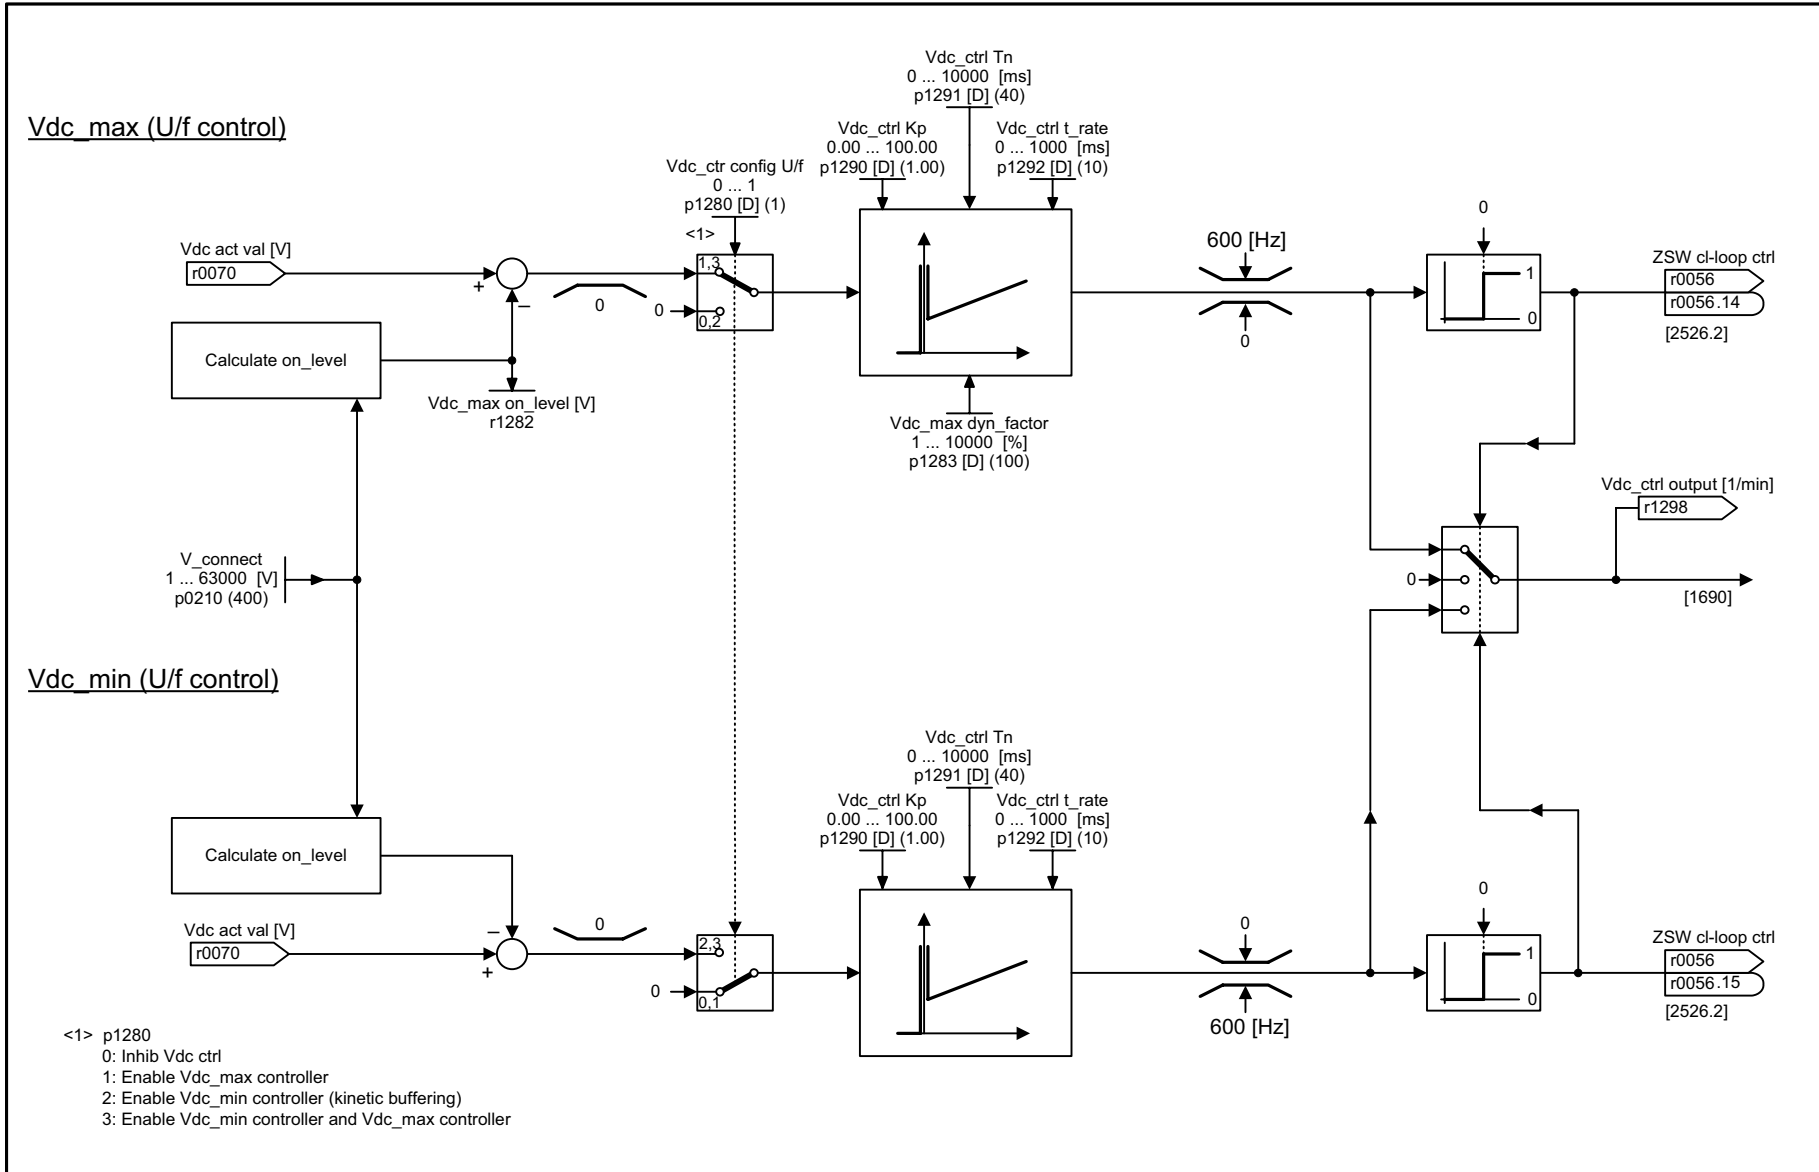 Vdc_max (U/f control)
Vdc_ctrl Tn
0 ... 10000 [ms]
p1291 [D] (40)
Vdc_ctrl Kp
0.00 ... 100.00
p1290 [D] (1.00)
Vdc_ctrl t_rate
0 ... 1000 [ms]
p1292 [D] (10)
Vdc_ctr config U/f
0 ... 1
p1280 [D] (1)
<1>
Vdc act val [V]
r0070
+
–
0
1,3
0
0,2
600 [Hz]
0
0
1
0
ZSW cl-loop ctrl
r0056
r0056.14
[2526.2]
Calculate on_level
Vdc_max on_level [V]
r1282
Vdc_max dyn_factor
1 ... 10000 [%]
p1283 [D] (100)
Vdc_ctrl output [1/min]
r1298
V_connect
1 ... 63000 [V]
p0210 (400)
0
[1690]
Vdc_min (U/f control)
Vdc_ctrl Tn
0 ... 10000 [ms]
p1291 [D] (40)
Vdc_ctrl Kp
0.00 ... 100.00
p1290 [D] (1.00)
Vdc_ctrl t_rate
0 ... 1000 [ms]
p1292 [D] (10)
Calculate on_level
Vdc act val [V]
r0070
–
+
0
2,3
0
0,1
0
600 [Hz]
0
1
0
ZSW cl-loop ctrl
r0056
r0056.15
[2526.2]
<1> p1280
0: Inhib Vdc ctrl
1: Enable Vdc_max controller
2: Enable Vdc_min controller (kinetic buffering)
3: Enable Vdc_min controller and Vdc_max controller